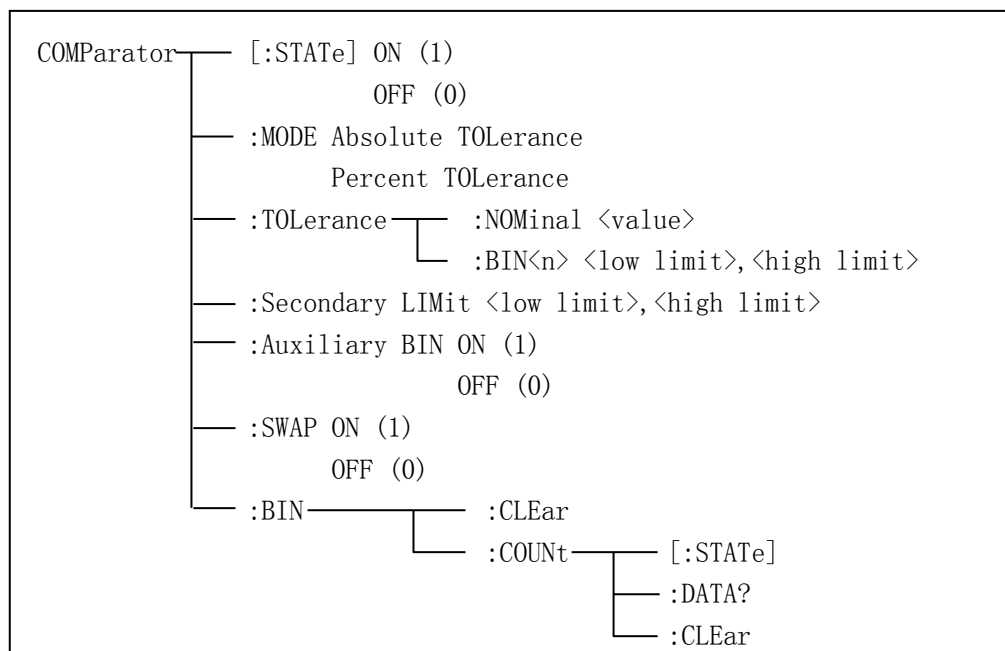 COMParator [:STATe] ON (1)
OFF (0)
:MODE Absolute TOLerance
Percent TOLerance
:TOLerance :NOMinal <value>
:BIN<n> <low limit>,<high limit>
:Secondary LIMit <low limit>,<high limit>
:Auxiliary BIN ON (1)
OFF (0)
:SWAP ON (1)
OFF (0)
:BIN :CLEar
:COUNt [:STATe]
:DATA?
:CLEar